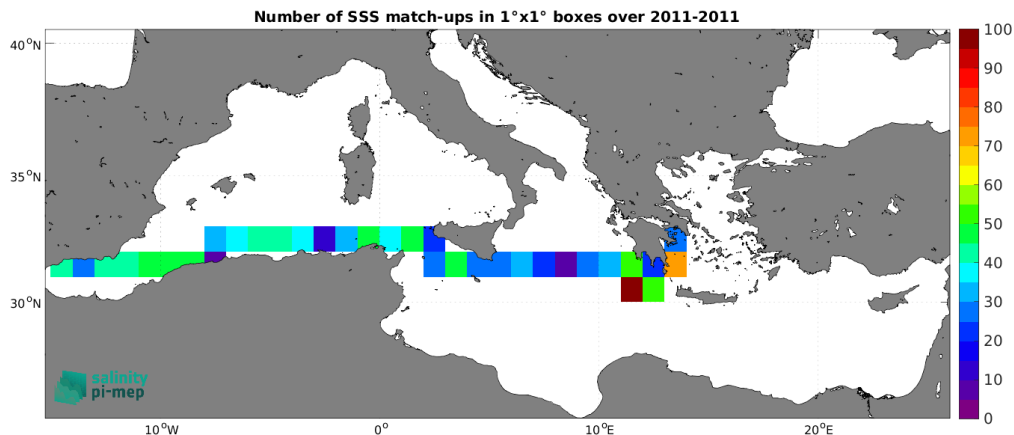 Number of SSS match-ups in 1°x1° boxes over 2011-2011
40°N
35°N
30°N
10°W
0°
10°E
20°E
100
90
80
70
60
50
40
30
20
10
0
salinity
pi-mep